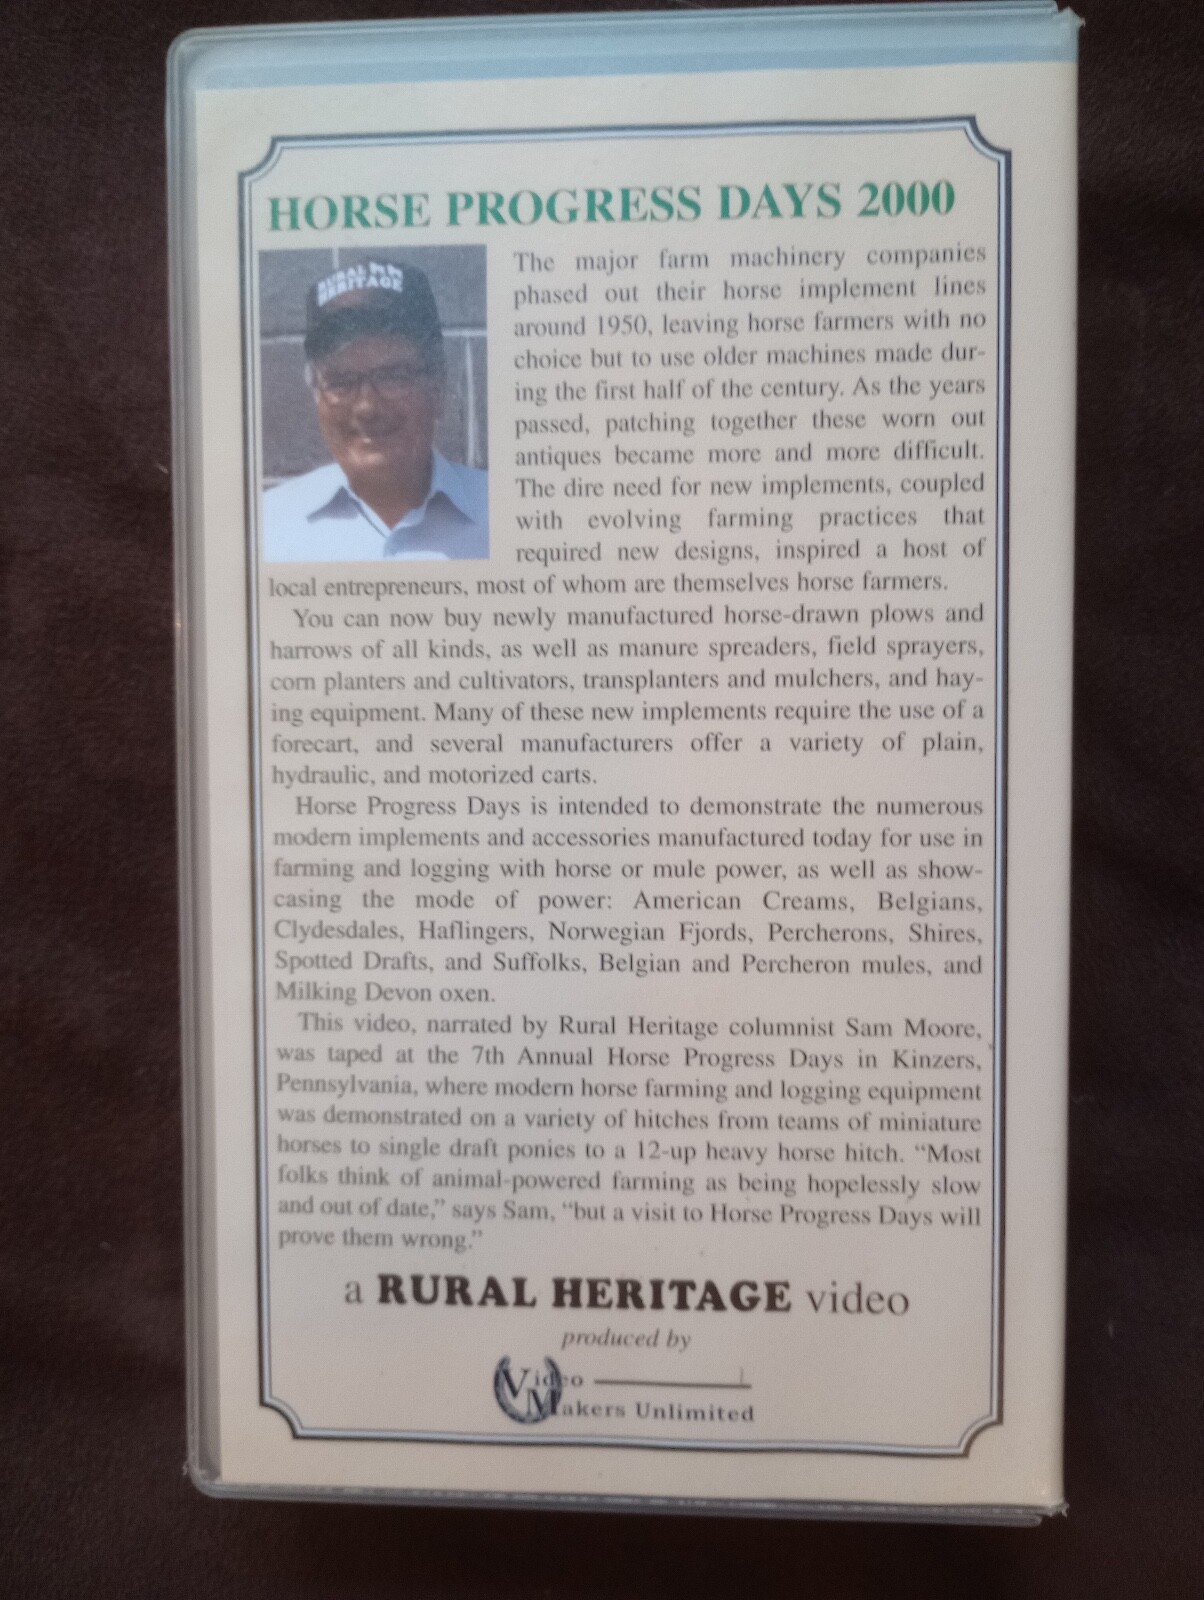 HORSE PROGRESS DAYS 2000
RURAL
HERITAGE
The major farm machinery companies
phased out their horse implement lines
around 1950, leaving horse farmers with no
choice but to use older machines made dur-
ing the first half of the century. As the years
passed, patching together these worn out
antiques became more and more difficult.
The dire need for new implements, coupled
with evolving farming practices that
required new designs, inspired a host of
local entrepreneurs, most of whom are themselves horse farmers.
You can now buy newly manufactured horse-drawn plows and
harrows of all kinds, as well as manure spreaders, field sprayers,
corn planters and cultivators, transplanters and mulchers, and hay-
ing equipment. Many of these new implements require the use of a
forecart, and several manufacturers offer a variety of plain,
hydraulic, and motorized carts.
Horse Progress Days is intended to demonstrate the numerous
modern implements and accessories manufactured today for use in
farming and logging with horse or mule power, as well as show-
casing the mode of power: American Creams, Belgians,
Clydesdales, Haflingers, Norwegian Fjords, Percherons, Shires,
Spotted Drafts, and Suffolks, Belgian and Percheron mules, and
Milking Devon oxen.
This video, narrated by Rural Heritage columnist Sam Moore,
was taped at the 7th Annual Horse Progress Days in Kinzers,
Pennsylvania, where modern horse farming and logging equipment
was demonstrated on a variety of hitches from teams of miniature
horses to single draft ponies to a 12-up heavy horse hitch. “Most
folks think of animal-powered farming as being hopelessly slow
and out of date,” says Sam, “but a visit to Horse Progress Days will
prove them wrong.”
a RURAL HERITAGE video
produced by
Video
Makers Unlimited